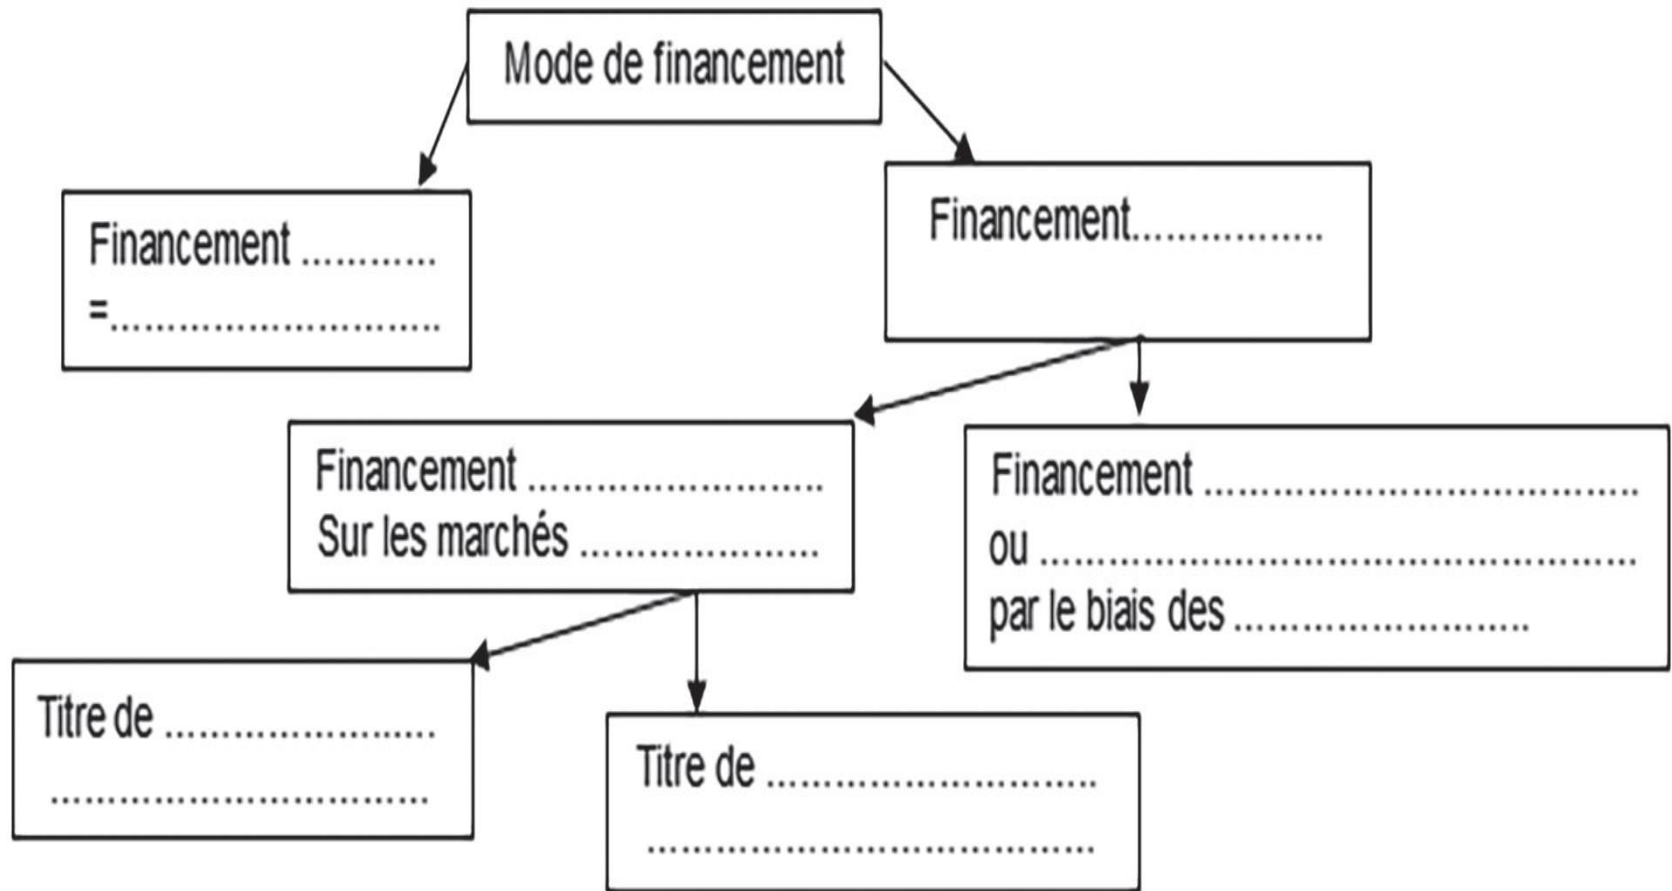 Mode de financement
Financement …………
=………………………..
Financement……………..
Financement ……………………..
Sur les marchés …………………
Financement ………………………………..
ou ……………………………………………
par le biais des ……………………..
Titre de ……………………
……………………………
Titre de ………………………..
…………………………………